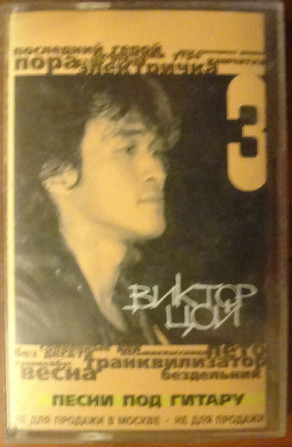 последний герой
пора
электричка
3
ВИКТОР
ЦОЙ
без десяти
лето
транквилизатор
весна
бездельник
ПЕСНИ ПОД ГИТАРУ
НЕ ДЛЯ ПРОДАЖИ В МОСКВЕ · НЕ ДЛЯ ПРОДАЖИ